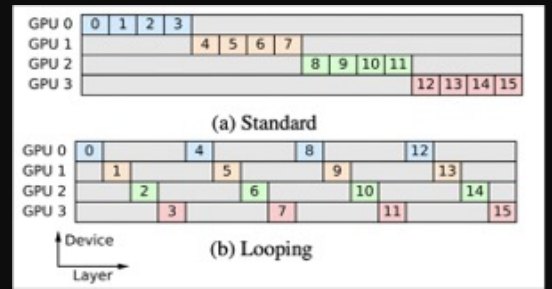 GPU 0 0 1 2 3
GPU 1 4 5 6 7
GPU 2 8 9 10 11
GPU 3 12 13 14 15
(a) Standard
GPU 0 0 4 8 12
GPU 1 1 5 9 13
GPU 2 2 6 10 14
GPU 3 3 7 11 15
Device
Layer
(b) Looping